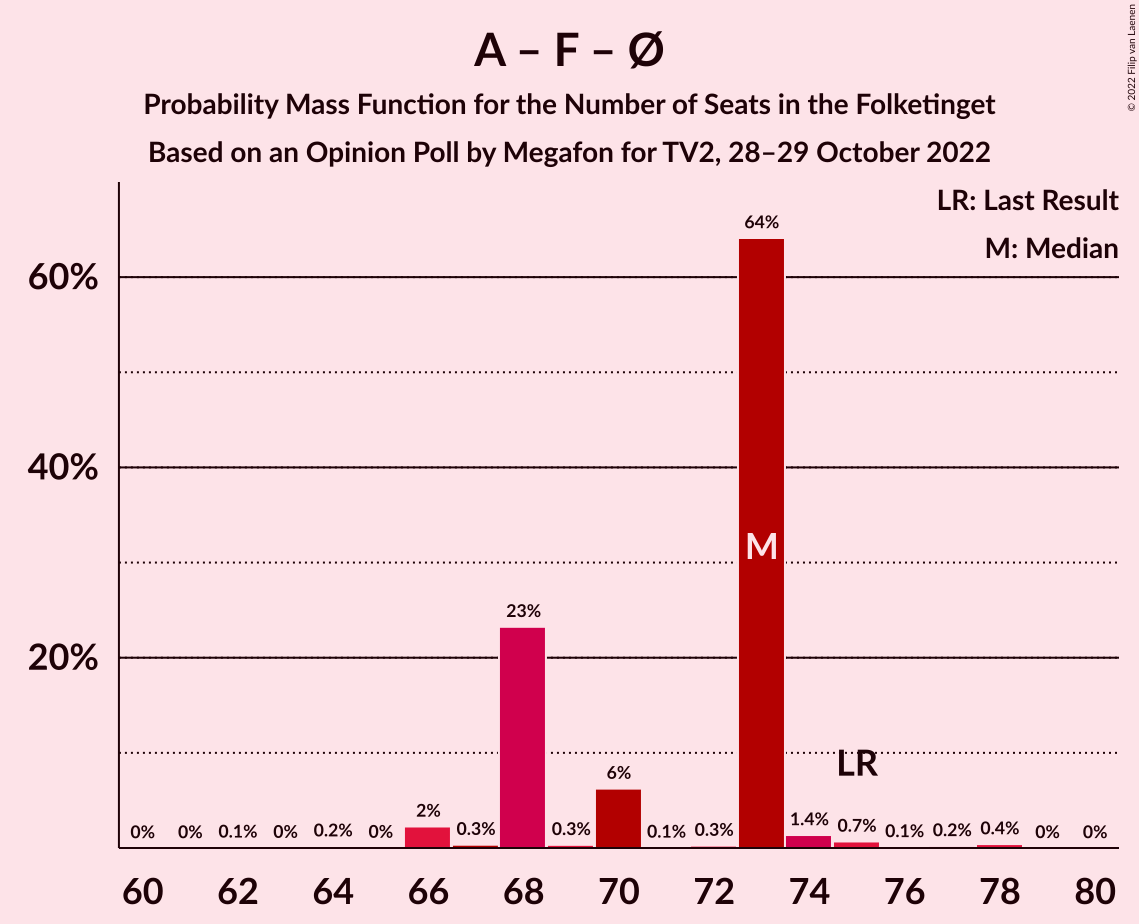 A – F – Ø
Probability Mass Function for the Number of Seats in the Folketinget
Based on an Opinion Poll by Megafon for TV2, 28–29 October 2022
© 2022 Filip van Laenen
LR: Last Result
M: Median
60%
40%
20%
0% 0% 0.1% 0% 0.2% 0% 2% 0.3% 23% 0.3% 6% 0.1% 0.3% 64% 1.4% 0.7% 0.1% 0.2% 0.4% 0% 0%
M
LR
60 62 64 66 68 70 72 74 76 78 80